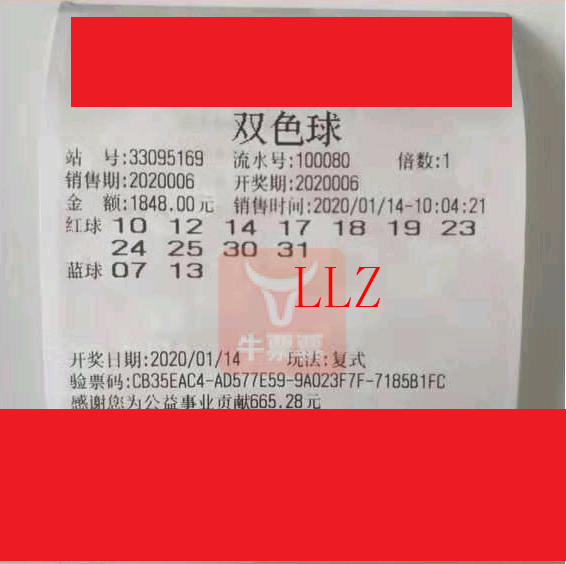 双色球
站 号:33095169 流水号:100080 倍数:1
销售期:2020006 开奖期:2020006
金 额:1848.00元 销售时间:2020/01/14-10:04:21
红球 10 12 14 17 18 19 23
24 25 30 31
蓝球 07 13
LLZ
牛票票
开奖日期:2020/01/14 玩法:复式
验票码:CB35EAC4-AD577E59-9A023F7F-7185B1FC
感谢您为公益事业贡献665.28元